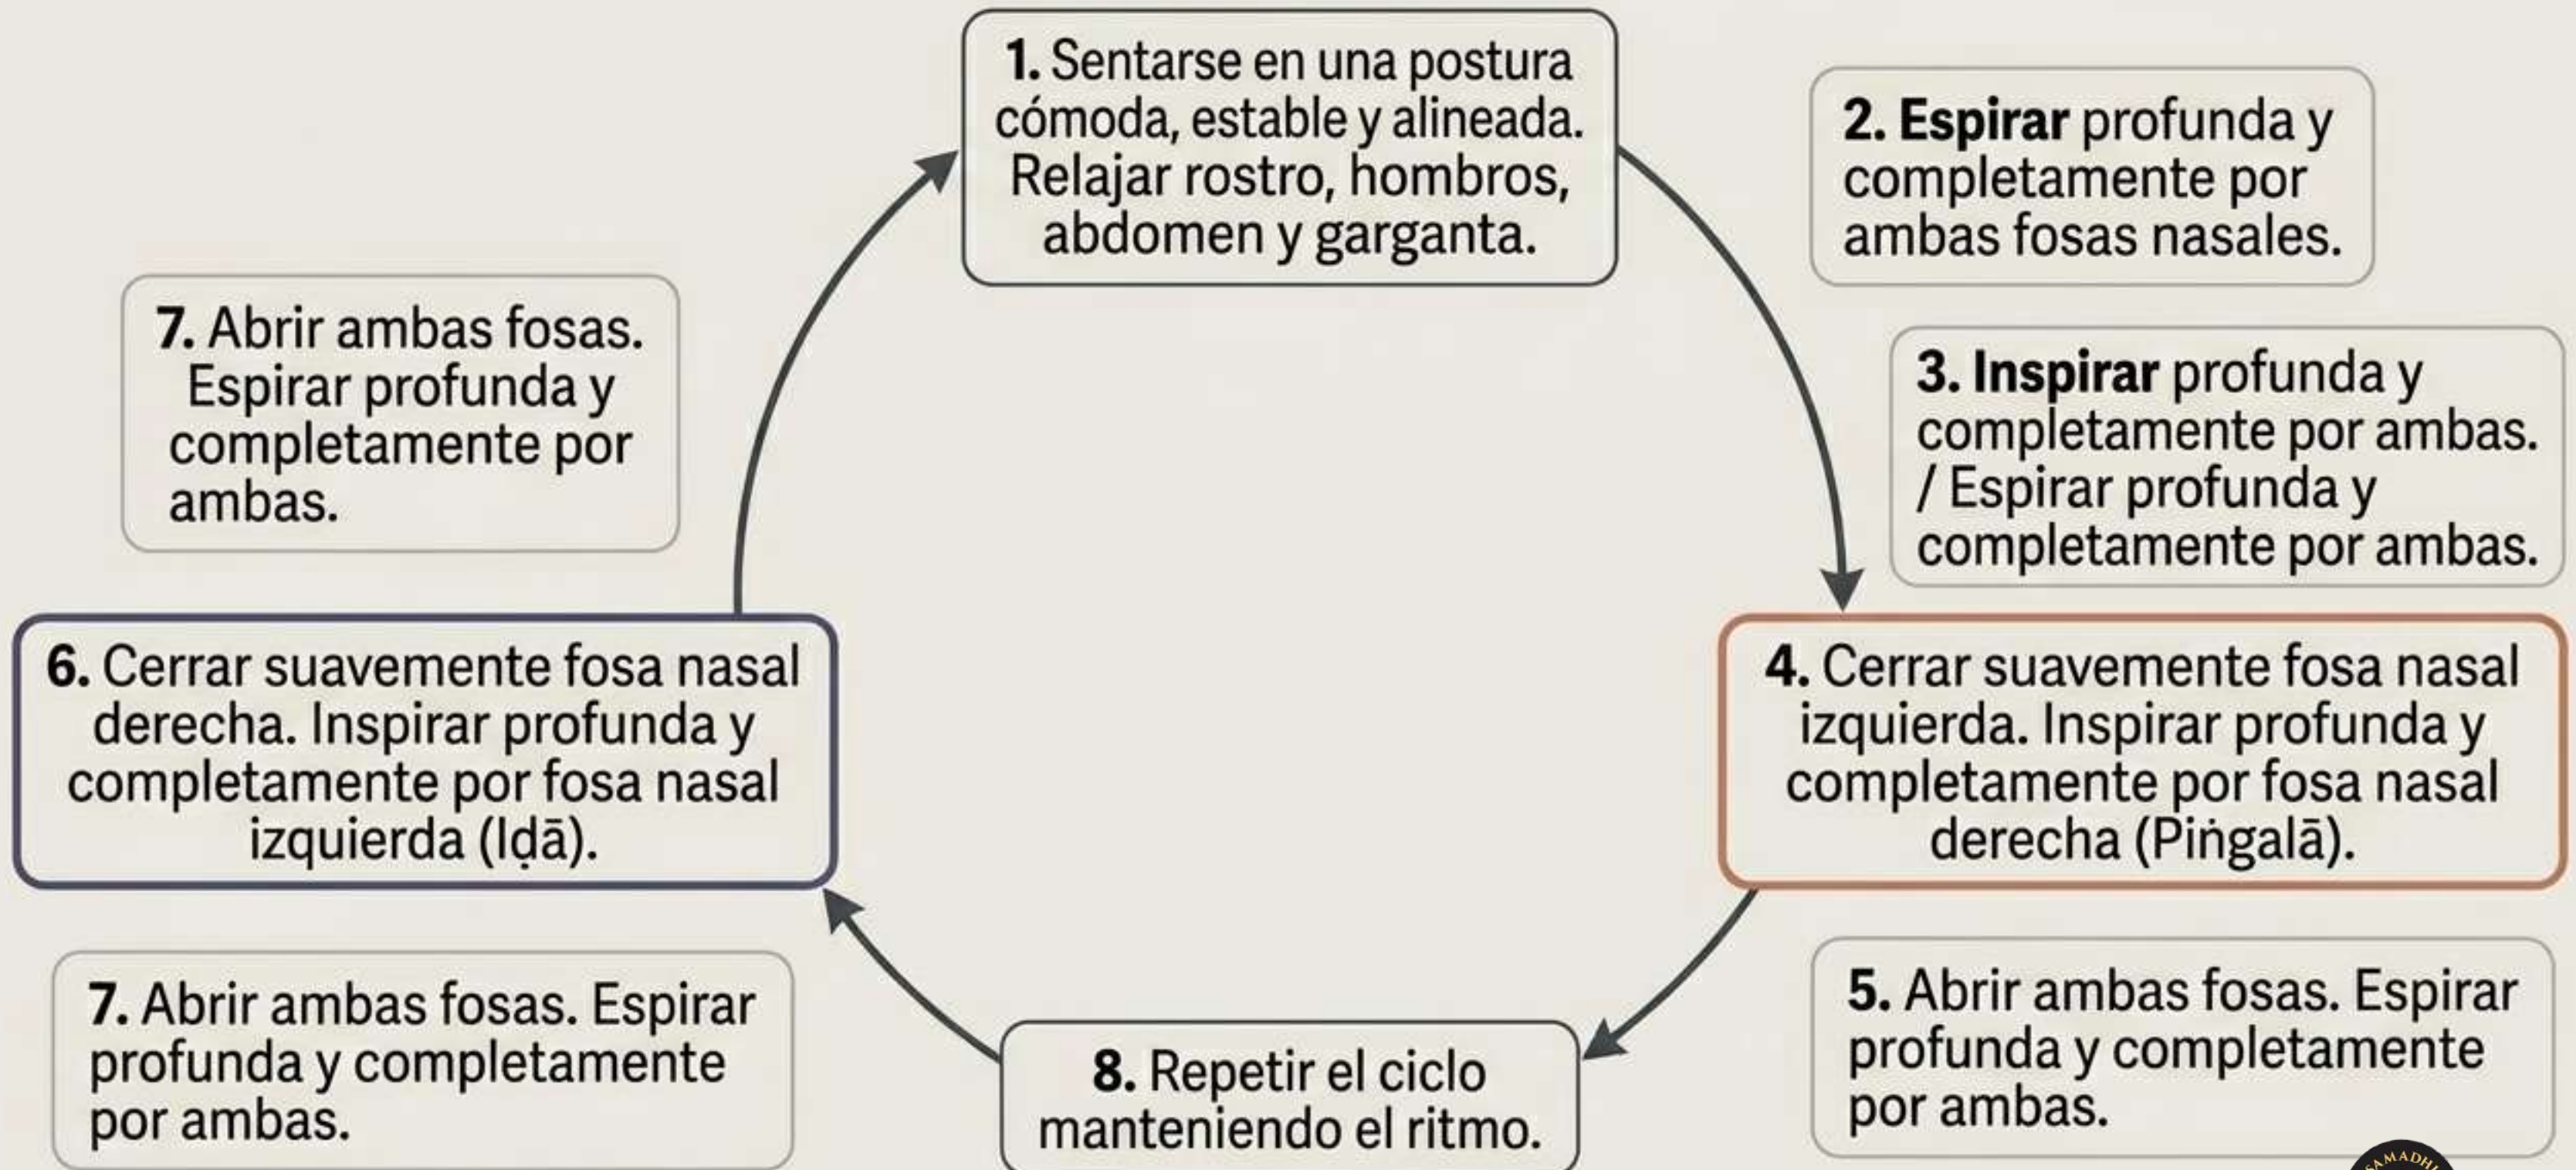 1. Sentarse en una postura
cómoda, estable y alineada.
Relajar rostro, hombros,
abdomen y garganta.
2. Espirar profunda y
completamente por
ambas fosas nasales.
3. Inspirar profunda y
completamente por ambas.
/ Espirar profunda y
completamente por ambas.
4. Cerrar suavemente fosa nasal
izquierda. Inspirar profunda y
completamente por fosa nasal
derecha (Piṅgalā).
5. Abrir ambas fosas. Espirar
profunda y completamente
por ambas.
8. Repetir el ciclo
manteniendo el ritmo.
7. Abrir ambas fosas. Espirar
profunda y completamente
por ambas.
6. Cerrar suavemente fosa nasal
derecha. Inspirar profunda y
completamente por fosa nasal
izquierda (Iḍā).
7. Abrir ambas fosas.
Espirar profunda y
completamente por
ambas.